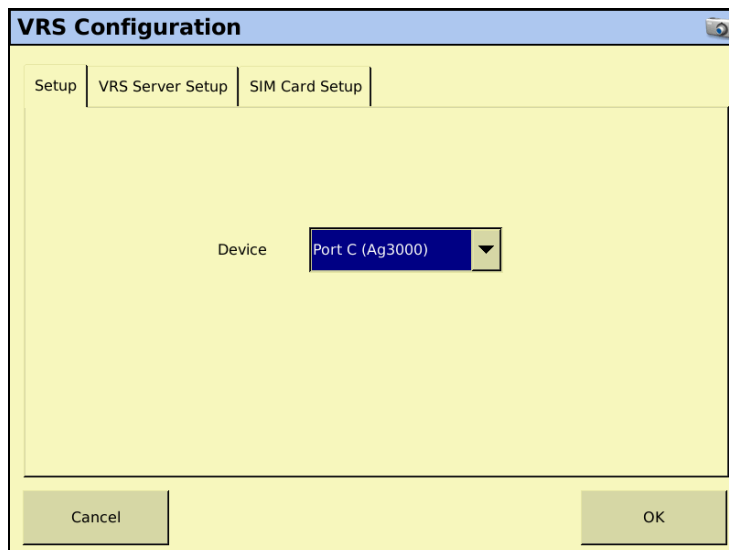 VRS Configuration
Setup VRS Server Setup SIM Card Setup
Device Port C (Ag3000)
Cancel OK